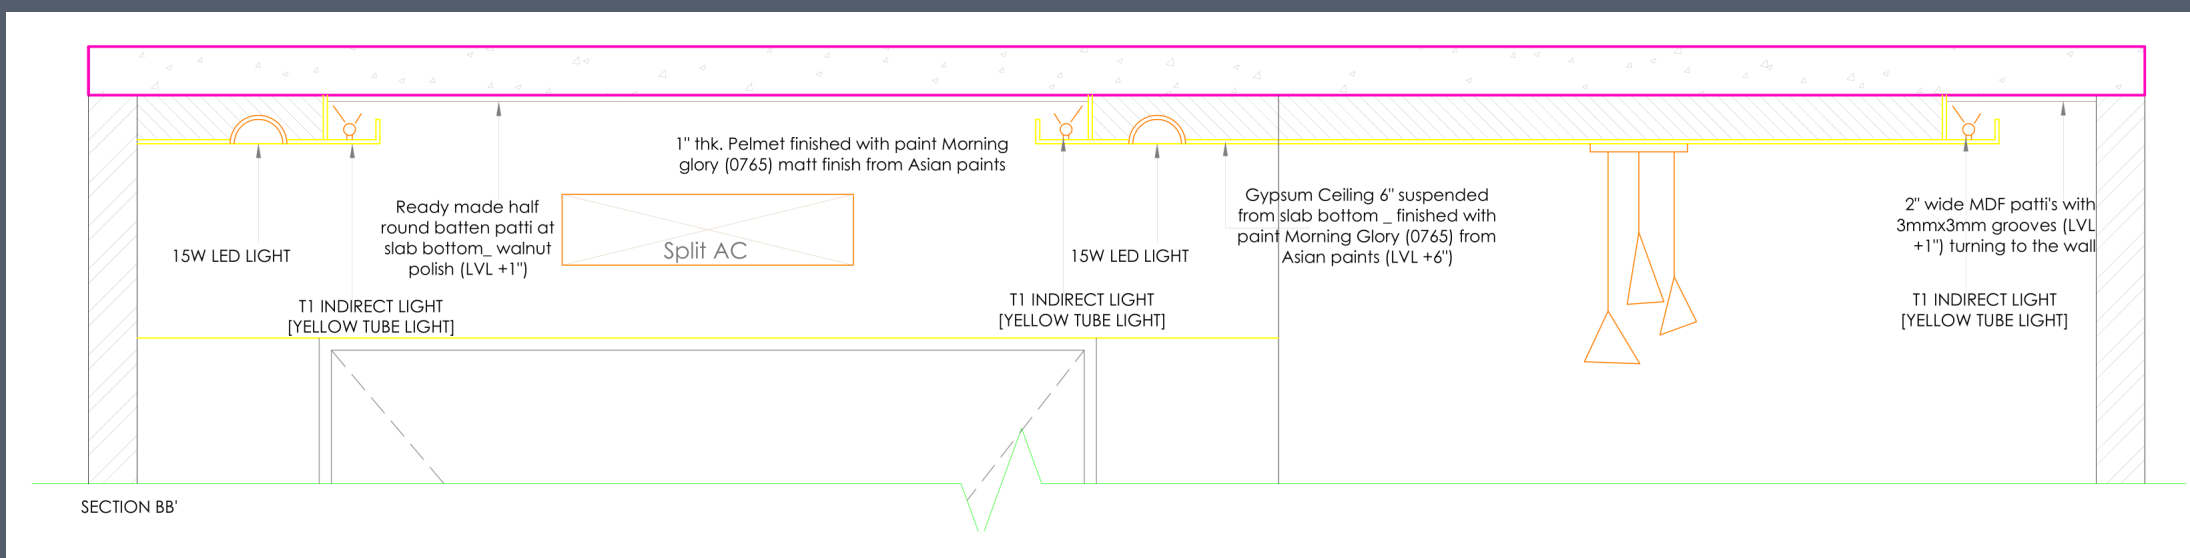 1" thk. Pelmet finished with paint Morning
glory (0765) matt finish from Asian paints
Ready made half
round batten patti at
slab bottom_ walnut
polish (LVL +1")
Split AC
Gypsum Ceiling 6" suspended
from slab bottom _ finished with
paint Morning Glory (0765) from
Asian paints (LVL +6")
2" wide MDF patti's with
3mmx3mm grooves (LVL
+1") turning to the wall
15W LED LIGHT
15W LED LIGHT
T1 INDIRECT LIGHT
[YELLOW TUBE LIGHT]
T1 INDIRECT LIGHT
[YELLOW TUBE LIGHT]
T1 INDIRECT LIGHT
[YELLOW TUBE LIGHT]
SECTION BB'